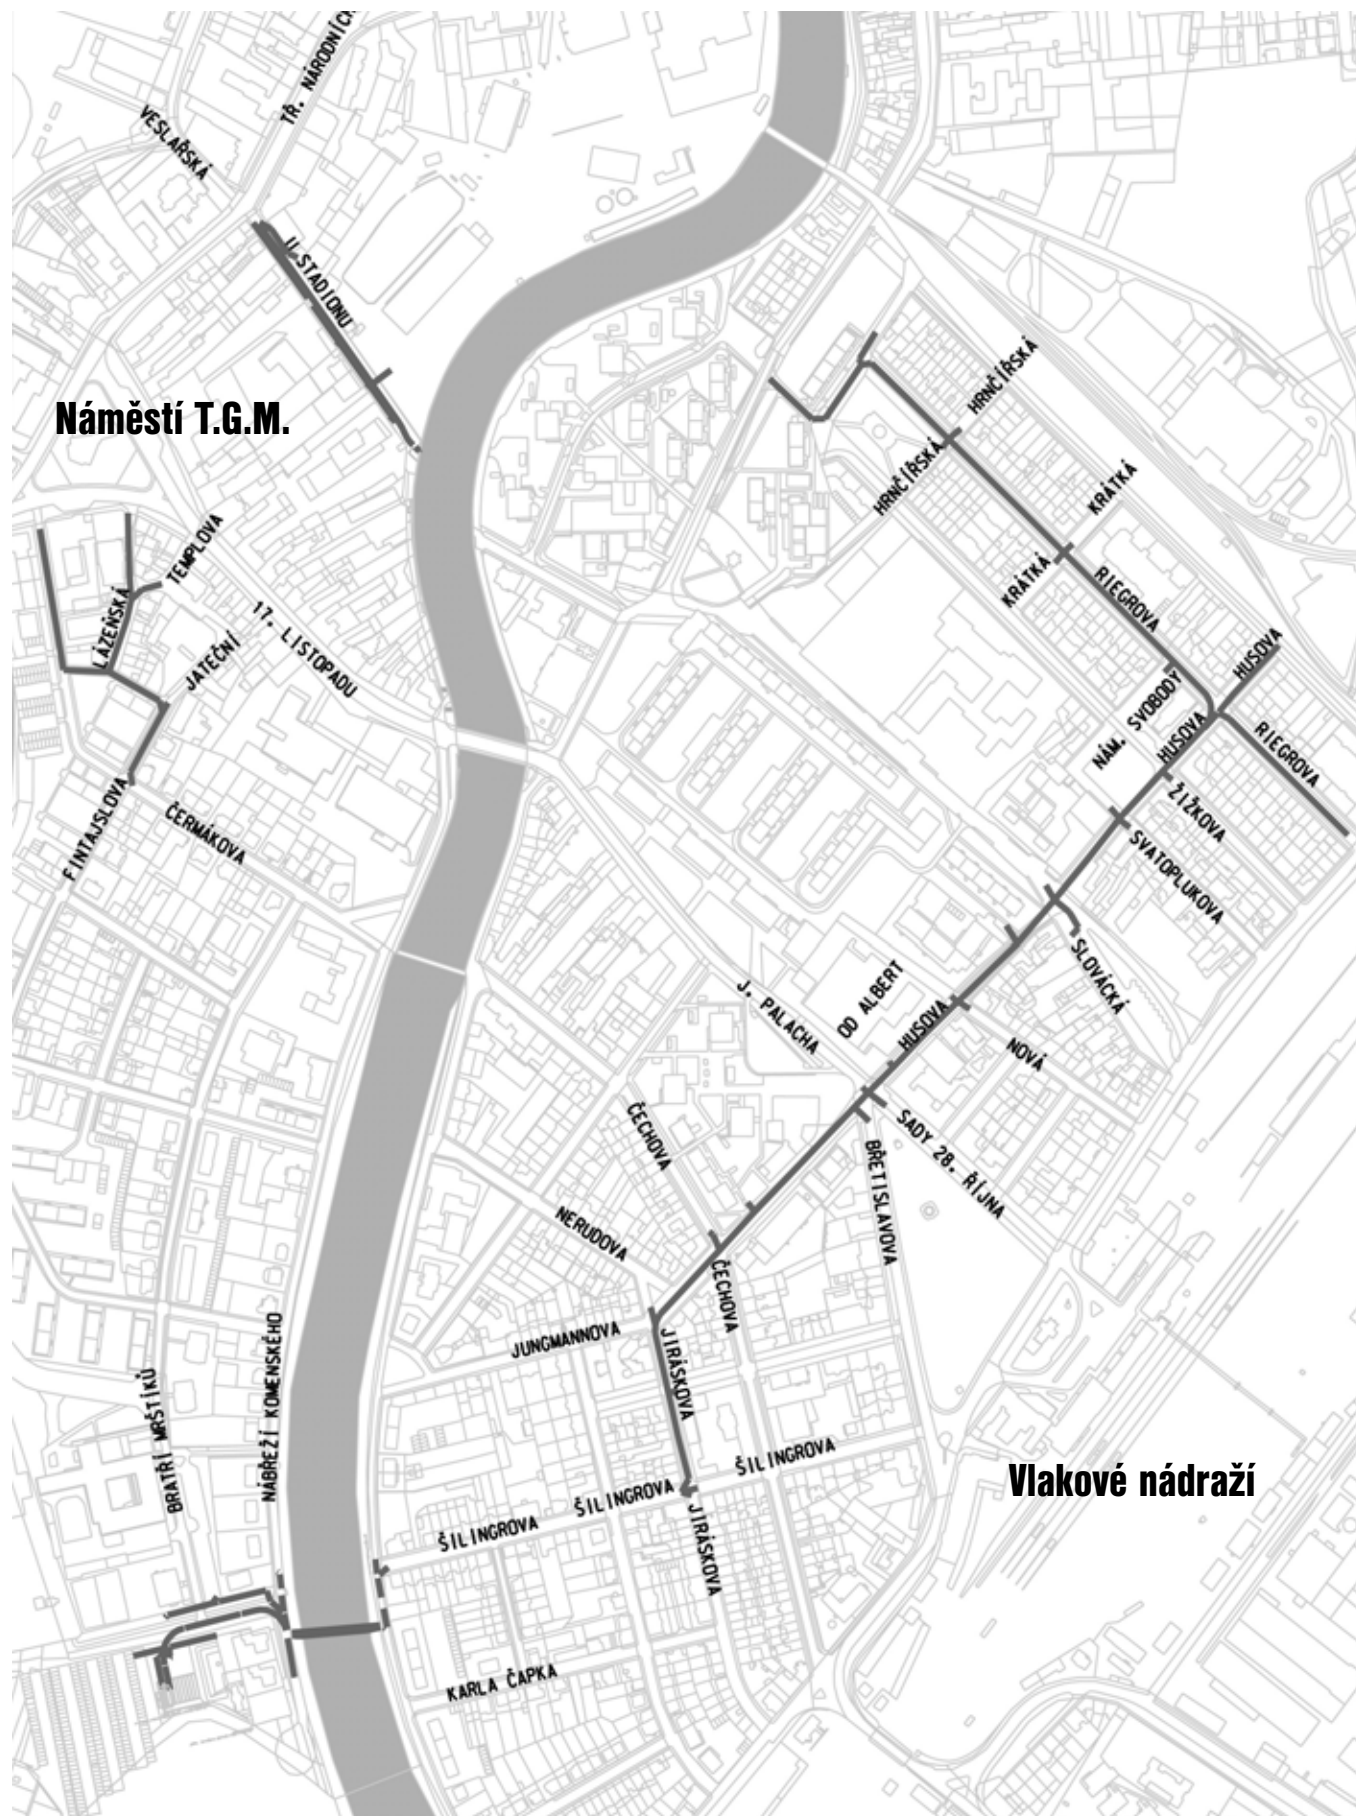 TŘ. NÁRODNÍCH
VESLAŘSKÁ
U STADIONU
Náměstí T.G.M.
HRNČÍŘSKÁ
HRNČÍŘSKÁ
KRÁTKÁ
KRÁTKÁ
RIEGROVA
TEMPLOVA
LÁZEŇSKÁ
17. LISTOPADU
JATEČNÍ
HUSOVA
NÁM. SVOBODY
HUSOVA
RIEGROVA
ŽIŽKOVA
FINTAJSLOVA
ČERMÁKOVA
SVATOPLUKOVA
SLOVÁCKÁ
J. PALACHA
OD ALBERT
HUSOVA
NOVÁ
ČECHOVA
SADY 28. ŘÍJNA
BŘETISLAVOVA
NERUDOVA
ČECHOVA
JUNGMANNOVA
JIRÁSKOVA
NÁBŘEŽÍ KOMENSKÉHO
BRATŘÍ MRŠTÍKŮ
ŠILINGROVA
ŠILINGROVA
ŠILINGROVA
JIRÁSKOVA
Vlakové nádraží
KARLA ČAPKA